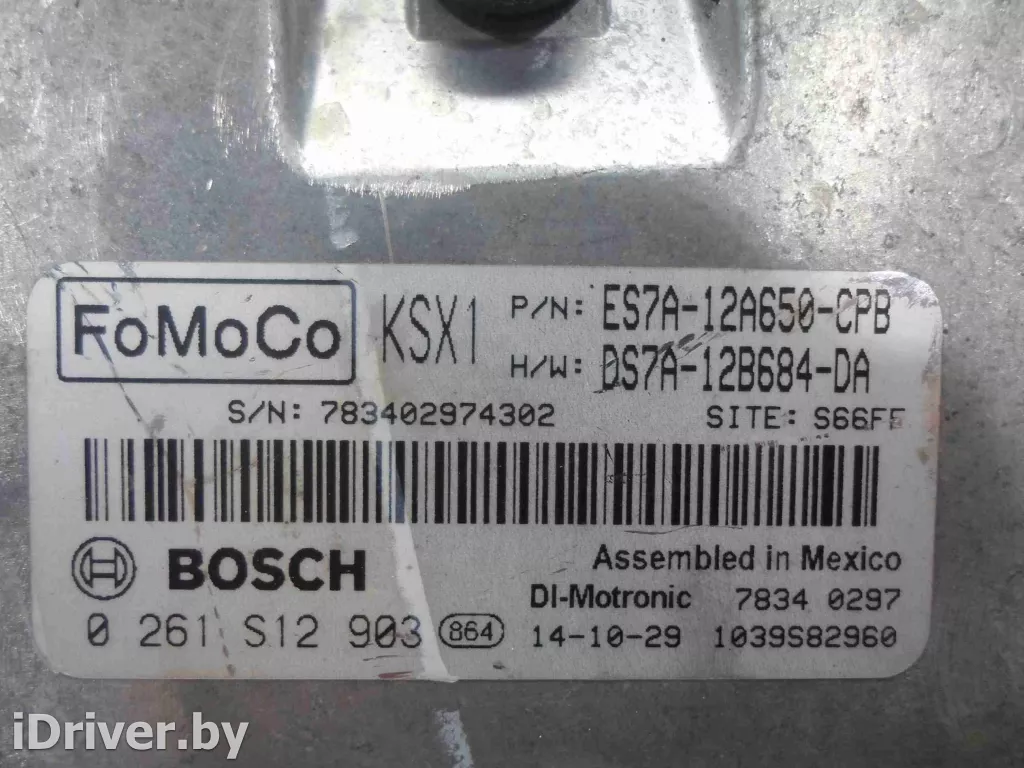 FoMoCo KSX1 P/N: ES7A-12A650-CPB
H/W: DS7A-12B684-DA
S/N: 783402974302 SITE: S66FF
BOSCH Assembled in Mexico
DI-Motronic 7834 0297
0 261 S12 903 864 14-10-29 1039S82960
iDriver.by